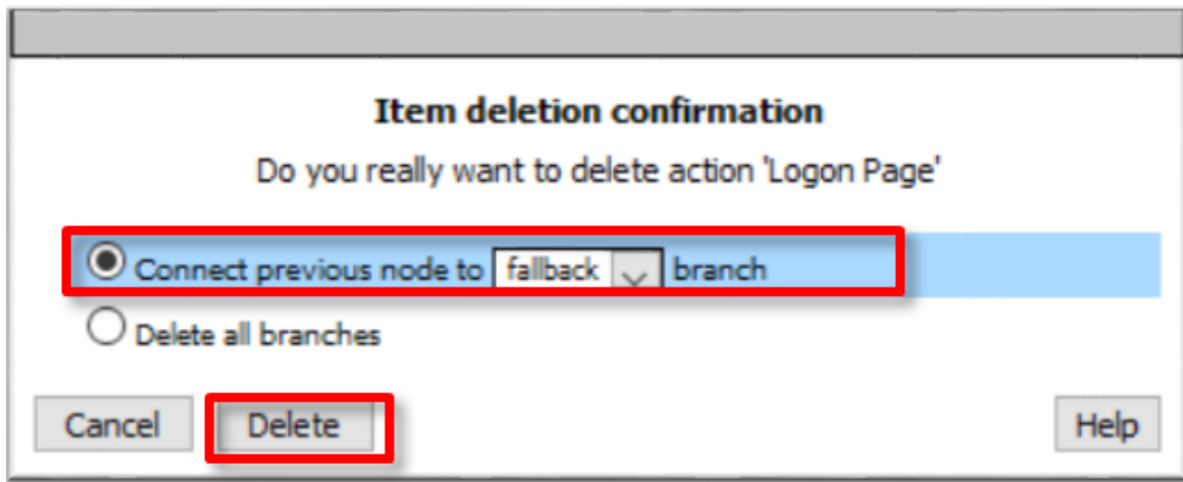 Item deletion confirmation
Do you really want to delete action 'Logon Page'
Connect previous node to fallback branch
Delete all branches
Cancel Delete Help